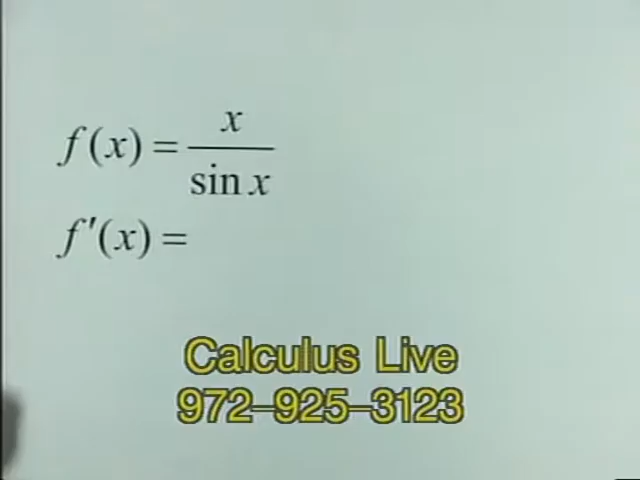 f(x) = x / sin x
f'(x) =
Calculus Live
972–925–3123